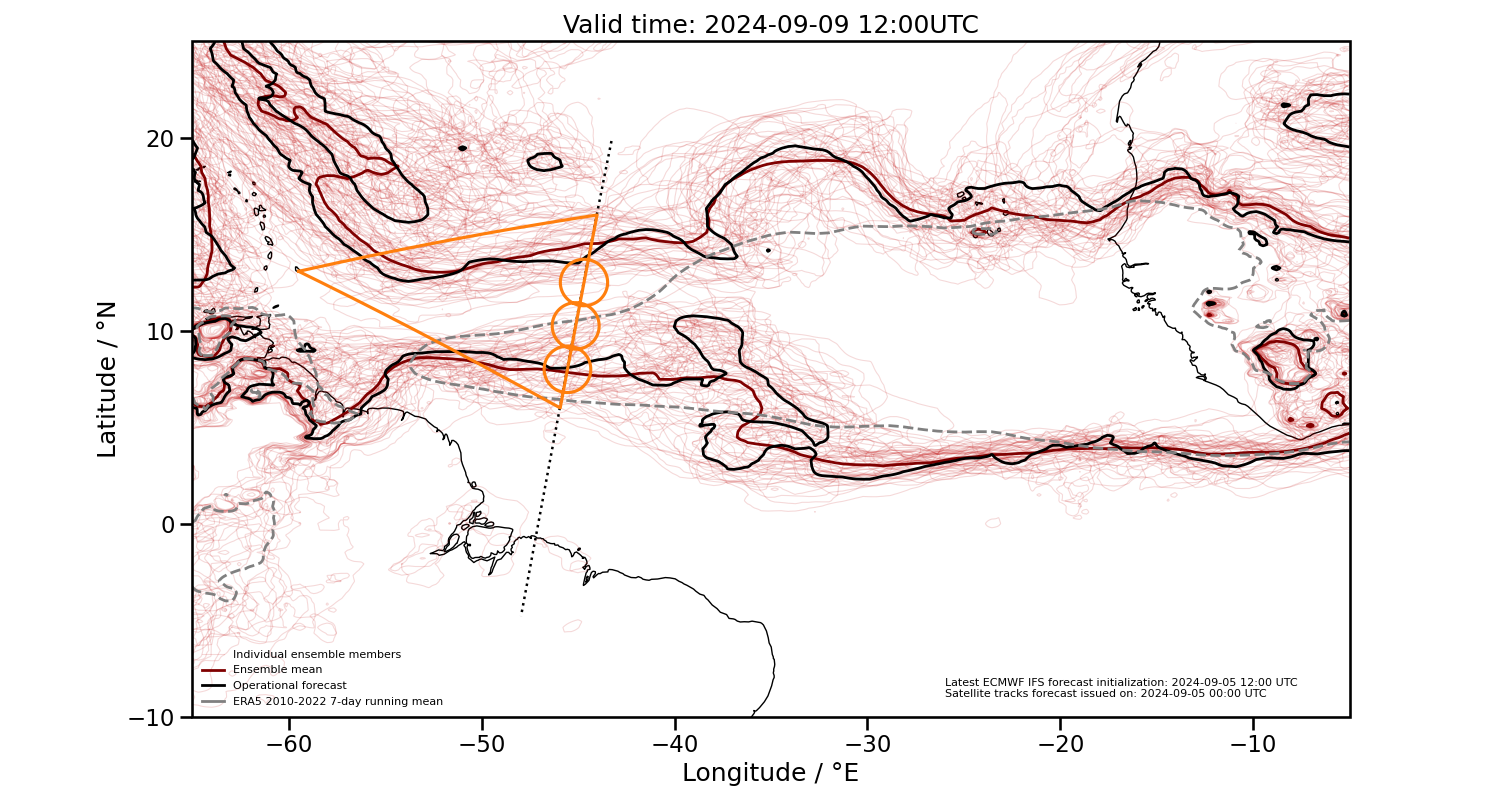 Valid time: 2024-09-09 12:00UTC
20
10
0
−10
Latitude / °N
Individual ensemble members
Ensemble mean
Operational forecast
ERA5 2010-2022 7-day running mean
Latest ECMWF IFS forecast initialization: 2024-09-05 12:00 UTC
Satellite tracks forecast issued on: 2024-09-05 00:00 UTC
−60
−50
−40
−30
−20
−10
Longitude / °E